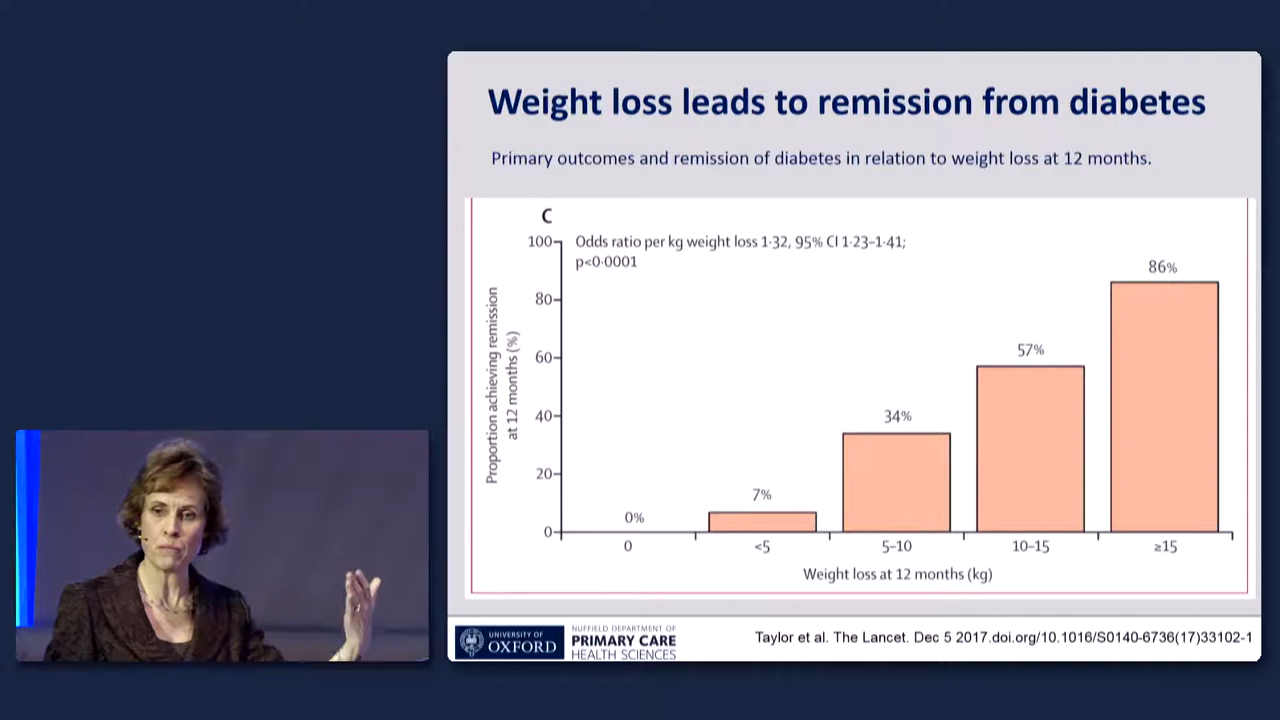 Weight loss leads to remission from diabetes
Primary outcomes and remission of diabetes in relation to weight loss at 12 months.
C
Odds ratio per kg weight loss 1·32, 95% CI 1·23–1·41;
p<0·0001
Proportion achieving remission
at 12 months (%)
100
80
60
40
20
0
0%
7%
34%
57%
86%
0
<5
5–10
10–15
≥15
Weight loss at 12 months (kg)
UNIVERSITY OF
OXFORD
NUFFIELD DEPARTMENT OF
PRIMARY CARE
HEALTH SCIENCES
Taylor et al. The Lancet. Dec 5 2017.doi.org/10.1016/S0140-6736(17)33102-1